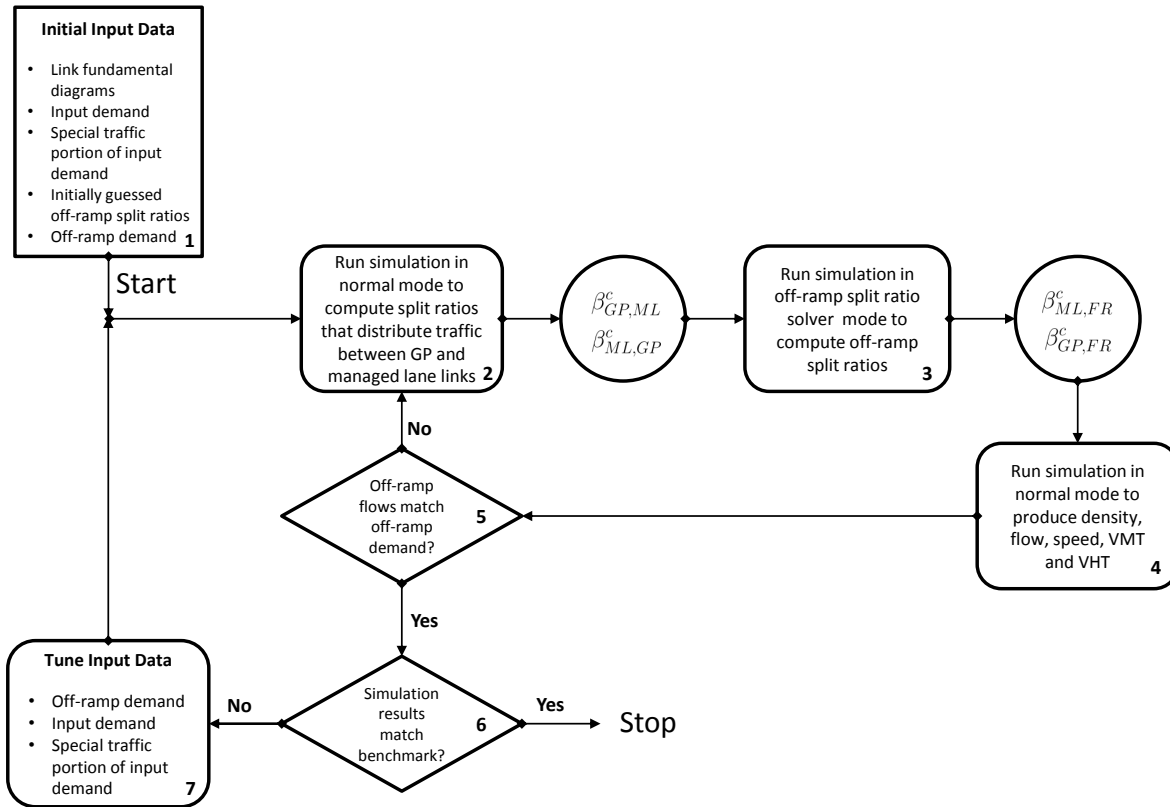 Initial Input Data
• Link fundamental
diagrams
• Input demand
• Special traffic
portion of input
demand
• Initially guessed
off-ramp split ratios
• Off-ramp demand
1
Start
Run simulation in
normal mode to
compute split ratios
that distribute traffic
between GP and
managed lane links
2
β^c_{GP,ML}
β^c_{ML,GP}
Run simulation in
off-ramp split ratio
solver mode to
compute off-ramp
split ratios
3
β^c_{ML,FR}
β^c_{GP,FR}
Run simulation in
normal mode to
produce density,
flow, speed, VMT
and VHT
4
No
Off-ramp
flows match
off-ramp
demand?
5
Yes
Simulation
results
match
benchmark?
6
Yes
Stop
No
Tune Input Data
• Off-ramp demand
• Input demand
• Special traffic
portion of input
demand
7